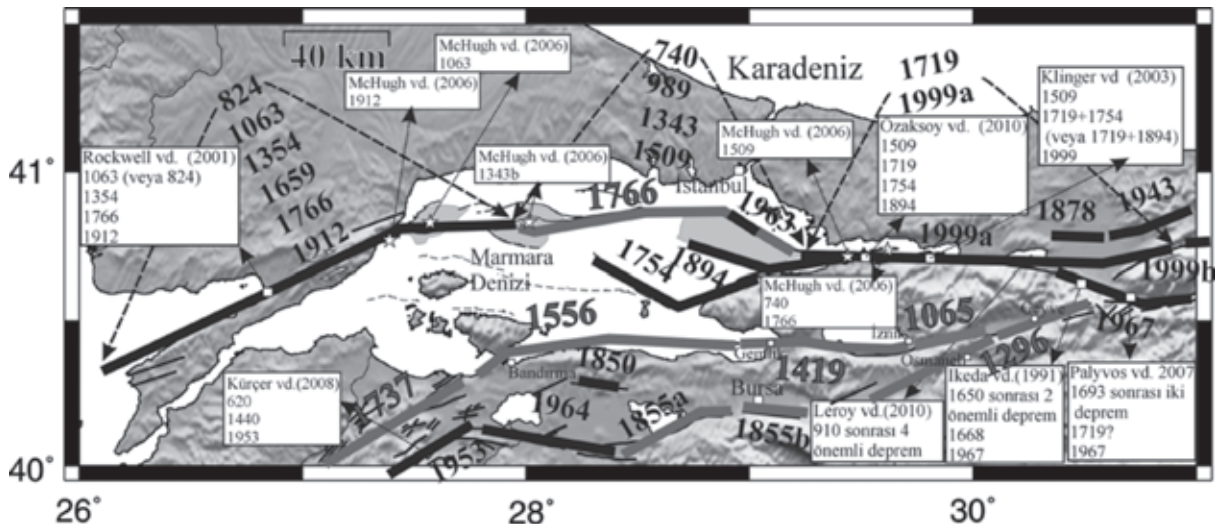 40 km
McHugh vd. (2006)
1063
McHugh vd. (2006)
1912
740
989
1343
1509
Karadeniz
1719
1999a
Klinger vd (2003)
1509
1719+1754
(veya 1719+1894)
1999
824
1063
1354
1659
1766
1912
Rockwell vd. (2001)
1063 (veya 824)
1354
1766
1912
McHugh vd. (2006)
1343b
McHugh vd. (2006)
1509
Ozaksoy vd. (2010)
1509
1719
1754
1894
41°
1766
İstanbul
1963
1878
1943
1999a
1999b
Marmara
Denizi
1754
1894
McHugh vd. (2006)
740
1766
1556
İznik
1065
1967
Gemlik
1419
Osmaneli
1296
Bandırma
1850
Bursa
1737
1964
1855a
1855b
1953
Kürçer vd.(2008)
620
1440
1953
Leroy vd.(2010)
910 sonrası 4
önemli deprem
Ikeda vd.(1991)
1650 sonrası 2
önemli deprem
1668
1967
Palyvos vd. 2007
1693 sonrası iki
deprem
1719?
1967
40°
26°
28°
30°